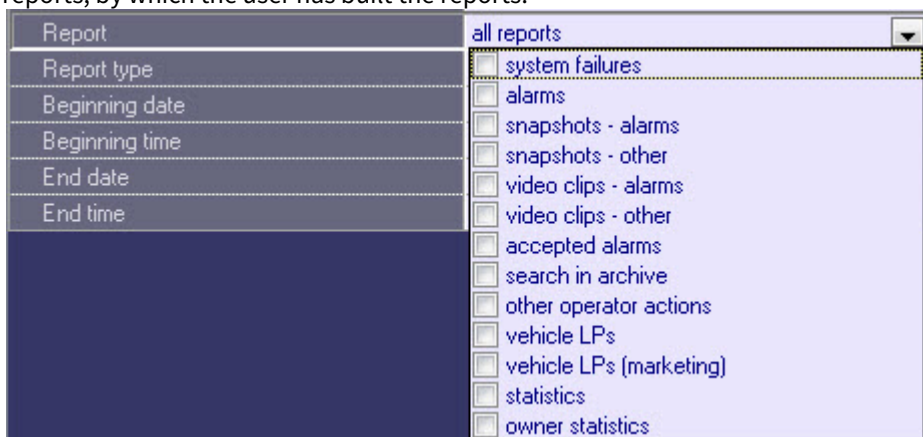 reports, by which the user has built the reports.
Report all reports
Report type system failures
Beginning date alarms
Beginning time snapshots - alarms
End date snapshots - other
End time video clips - alarms
video clips - other
accepted alarms
search in archive
other operator actions
vehicle LPs
vehicle LPs (marketing)
statistics
owner statistics